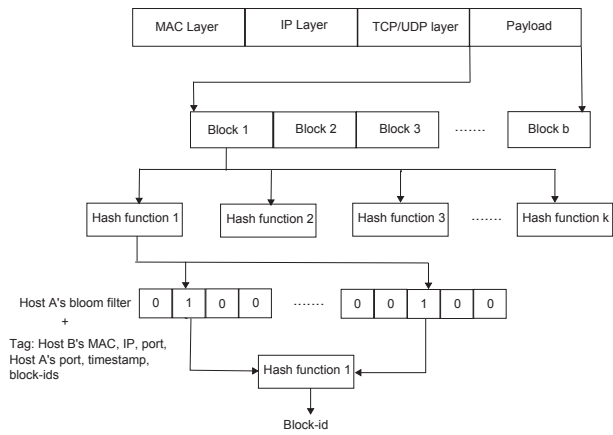 MAC Layer IP Layer TCP/UDP layer Payload
Block 1 Block 2 Block 3 ....... Block b
Hash function 1 Hash function 2 Hash function 3 ....... Hash function k
Host A's bloom filter 0 1 0 0 ....... 0 0 1 0 0
+
Tag: Host B's MAC, IP, port,
Host A's port, timestamp,
block-ids
Hash function 1
Block-id